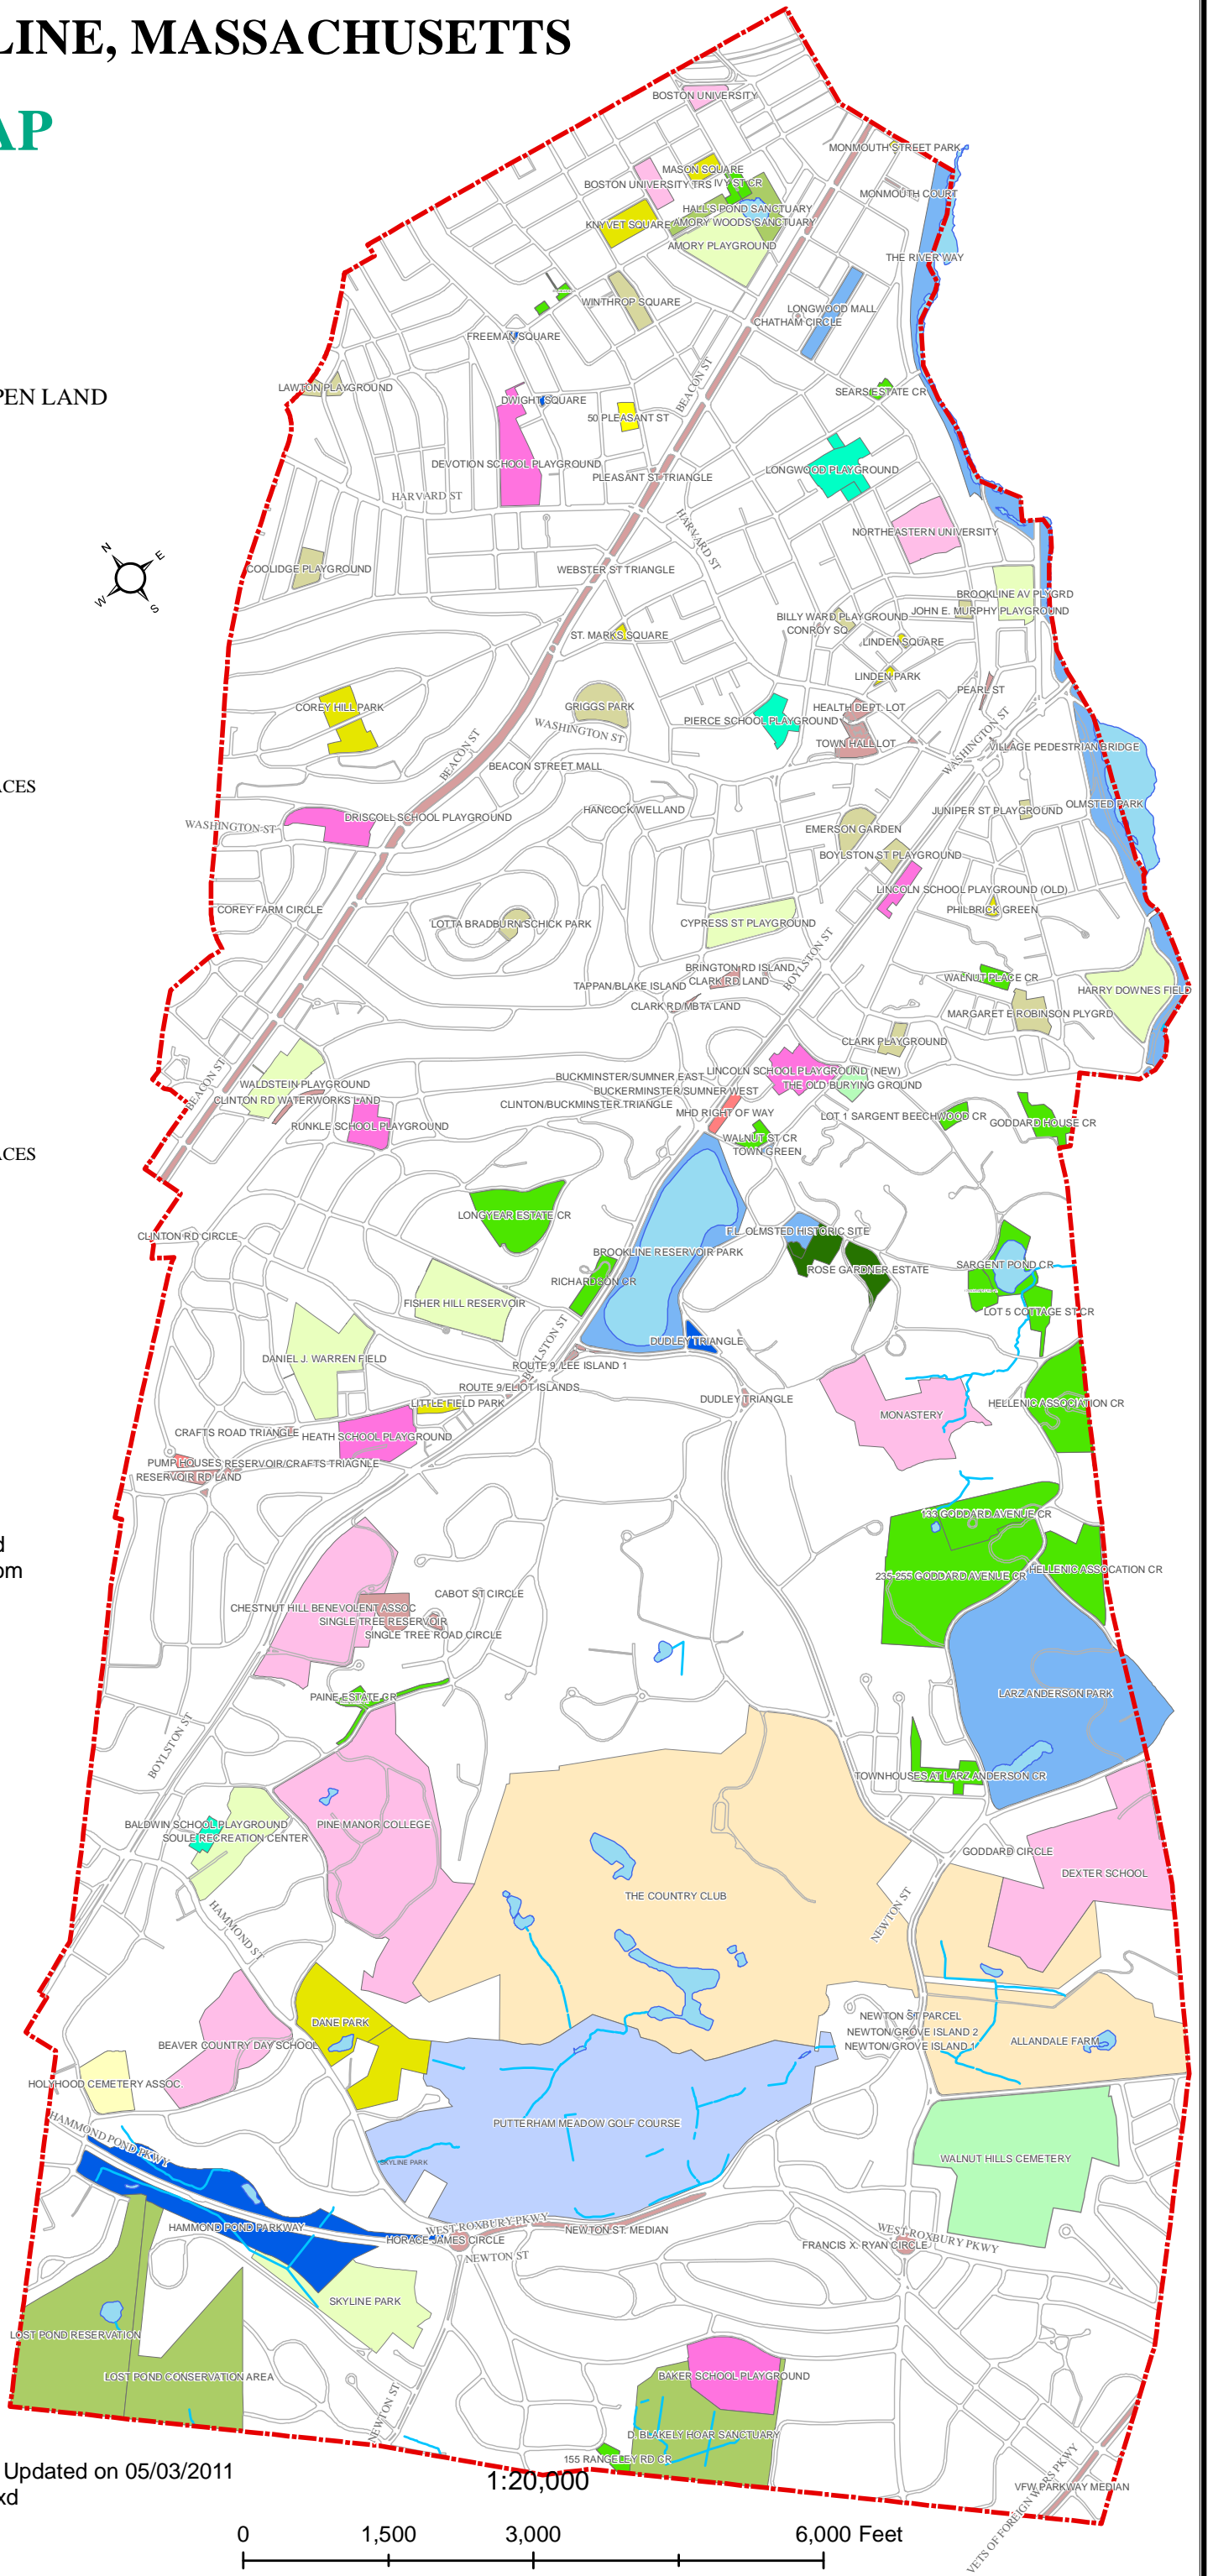 LINE, MASSACHUSETTS
AP
BOSTON UNIVERSITY
MONMOUTH STREET PARK
MASON SQUARE
BOSTON UNIVERSITY TRS
IVY ST CR
MONMOUTH COURT
HALL'S POND SANCTUARY
KNYVET SQUARE
AMORY WOODS SANCTUARY
AMORY PLAYGROUND
THE RIVER WAY
WINTHROP SQUARE
LONGWOOD MALL
CHATHAM CIRCLE
FREEMAN SQUARE
LAWTON PLAYGROUND
BEACON ST
SEARS ESTATE CR
PEN LAND
DWIGHT SQUARE
50 PLEASANT ST
DEVOTION SCHOOL PLAYGROUND
LONGWOOD PLAYGROUND
PLEASANT ST TRIANGLE
HARVARD ST
HARVARD ST
NORTHEASTERN UNIVERSITY
N
E
W
S
COOLIDGE PLAYGROUND
WEBSTER ST TRIANGLE
BROOKLINE AV PLYGRD
JOHN E. MURPHY PLAYGROUND
BILLY WARD PLAYGROUND
CONROY SQ
ST. MARKS SQUARE
LINDEN SQUARE
LINDEN PARK
PEARL ST
COREY HILL PARK
GRIGGS PARK
HEALTH DEPT. LOT
PIERCE SCHOOL PLAYGROUND
WASHINGTON ST
TOWN HALL LOT
WASHINGTON ST
VILLAGE PEDESTRIAN BRIDGE
BEACON ST
BEACON STREET MALL
ACES
OLMSTED PARK
HANCOCK WELLAND
JUNIPER ST PLAYGROUND
DRISCOLL SCHOOL PLAYGROUND
WASHINGTON ST
EMERSON GARDEN
BOYLSTON ST PLAYGROUND
LINCOLN SCHOOL PLAYGROUND (OLD)
COREY FARM CIRCLE
PHILBRICK GREEN
LOTTA BRADBURN SCHICK PARK
CYPRESS ST PLAYGROUND
BOYLSTON ST
BRINGTON RD ISLAND
CLARK RD LAND
WALNUT PLACE CR
TAPPAN/BLAKE ISLAND
HARRY DOWNES FIELD
CLARK RD/MBTA LAND
MARGARET E ROBINSON PLYGRD
CLARK PLAYGROUND
BEACON ST
BUCKMINSTER/SUMNER EAST
LINCOLN SCHOOL PLAYGROUND (NEW)
WALDSTEIN PLAYGROUND
BUCKERMINSTER/SUMNER WEST
THE OLD BURYING GROUND
CLINTON RD WATERWORKS LAND
CLINTON/BUCKMINSTER TRIANGLE
MHD RIGHT OF WAY
LOT 1 SARGENT BEECHWOOD CR
RUNKLE SCHOOL PLAYGROUND
GODDARD HOUSE CR
WALNUT ST CR
TOWN GREEN
ACES
LONGYEAR ESTATE CR
CLINTON RD CIRCLE
F.L. OLMSTED HISTORIC SITE
BROOKLINE RESERVOIR PARK
SARGENT POND CR
ROSE GARDNER ESTATE
RICHARDSON CR
FISHER HILL RESERVOIR
LOT 5 COTTAGE ST CR
BOYLSTON ST
DUDLEY TRIANGLE
DANIEL J. WARREN FIELD
ROUTE 9/LEE ISLAND 1
ROUTE 9/ELIOT ISLANDS
DUDLEY TRIANGLE
LITTLE FIELD PARK
HELLENIC ASSOCIATION CR
MONASTERY
CRAFTS ROAD TRIANGLE
HEATH SCHOOL PLAYGROUND
PUMP HOUSES
RESERVOIR/CRAFTS TRIAGNLE
RESERVOIR RD LAND
133 GODDARD AVENUE CR
d
om
HELLENIC ASSOCATION CR
235-255 GODDARD AVENUE CR
CABOT ST CIRCLE
CHESTNUT HILL BENEVOLENT ASSOC
SINGLE TREE RESERVOIR
SINGLE TREE ROAD CIRCLE
LARZ ANDERSON PARK
PAINE ESTATE CR
BOYLSTON ST
TOWNHOUSES AT LARZ ANDERSON CR
BALDWIN SCHOOL PLAYGROUND
PINE MANOR COLLEGE
SOULE RECREATION CENTER
GODDARD CIRCLE
DEXTER SCHOOL
THE COUNTRY CLUB
NEWTON ST
HAMMOND ST
NEWTON ST PARCEL
DANE PARK
NEWTON/GROVE ISLAND 2
ALLANDALE FARM
BEAVER COUNTRY DAY SCHOOL
NEWTON/GROVE ISLAND 1
HOLYHOOD CEMETERY ASSOC.
PUTTERHAM MEADOW GOLF COURSE
HAMMOND POND PKWY
WALNUT HILLS CEMETERY
SKYLINE PARK
HAMMOND POND PARKWAY
WEST ROXBURY PKWY
NEWTON ST. MEDIAN
HORACE JAMES CIRCLE
NEWTON ST
WEST ROXBURY PKWY
FRANCIS X. RYAN CIRCLE
SKYLINE PARK
LOST POND RESERVATION
LOST POND CONSERVATION AREA
BAKER SCHOOL PLAYGROUND
NEWTON ST
D. BLAKELY HOAR SANCTUARY
155 RANGELEY RD CR
Updated on 05/03/2011
xd
1:20,000
VFW PARKWAY MEDIAN
VETS OF FOREIGN WARS PKWY
0 1,500 3,000 6,000 Feet